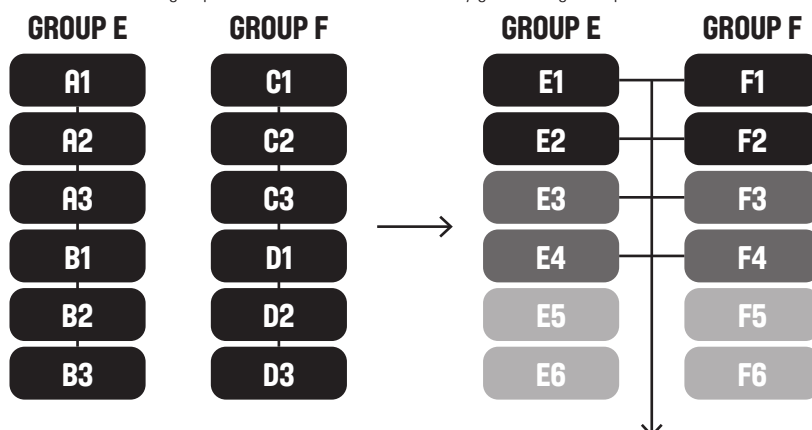 GROUP E GROUP F GROUP E GROUP F
A1 C1 E1 F1
A2 C2 E2 F2
A3 C3 E3 F3
B1 D1 E4 F4
B2 D2 E5 F5
B3 D3 E6 F6